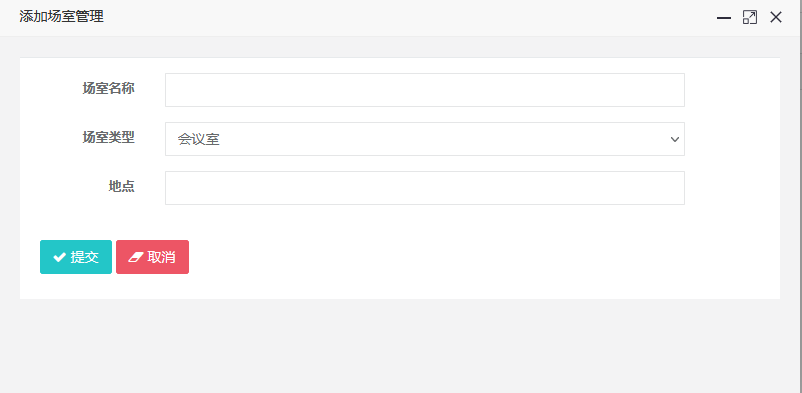 添加场室管理
场室名称
场室类型 会议室
地点
提交 取消